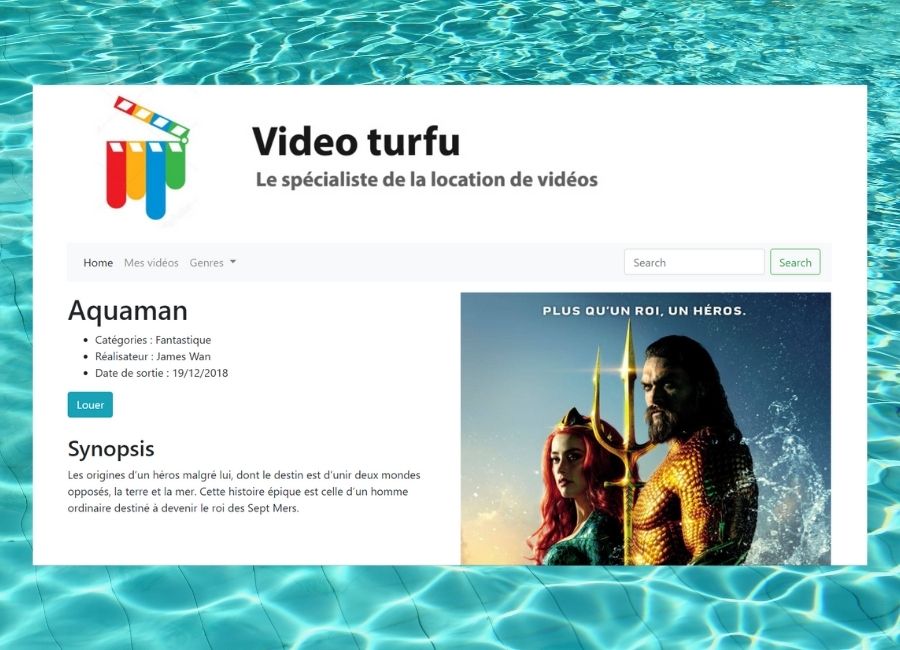 Video turfu
Le spécialiste de la location de vidéos
Home Mes vidéos Genres Search Search
Aquaman
Catégories : Fantastique
Réalisateur : James Wan
Date de sortie : 19/12/2018
Louer
Synopsis
Les origines d’un héros malgré lui, dont le destin est d’unir deux mondes
opposés, la terre et la mer. Cette histoire épique est celle d’un homme
ordinaire destiné à devenir le roi des Sept Mers.
PLUS QU’UN ROI, UN HÉROS.